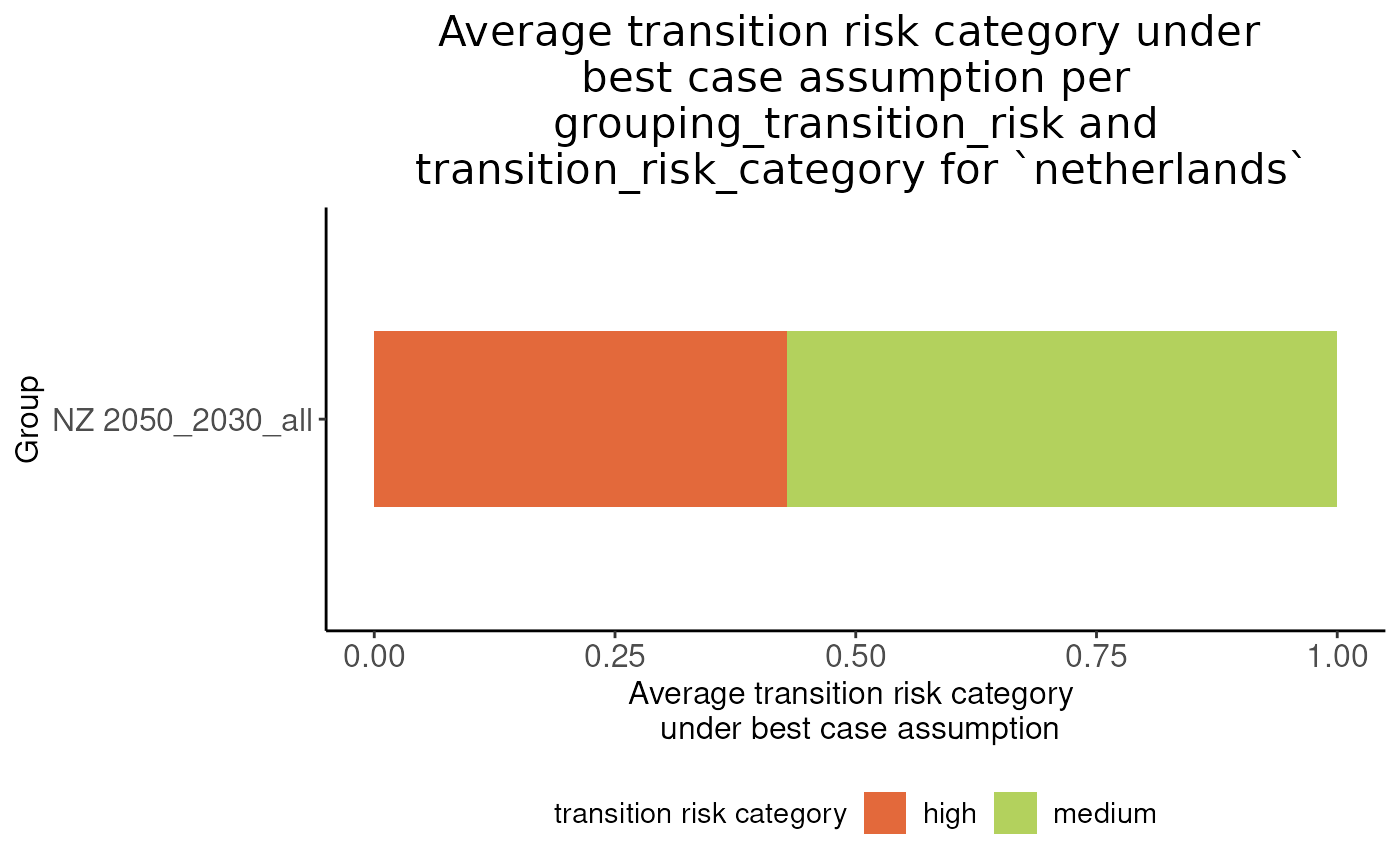 Average transition risk category under
best case assumption per
grouping_transition_risk and
transition_risk_category for `netherlands`
Group
NZ 2050_2030_all
0.00 0.25 0.50 0.75 1.00
Average transition risk category
under best case assumption
transition risk category high medium